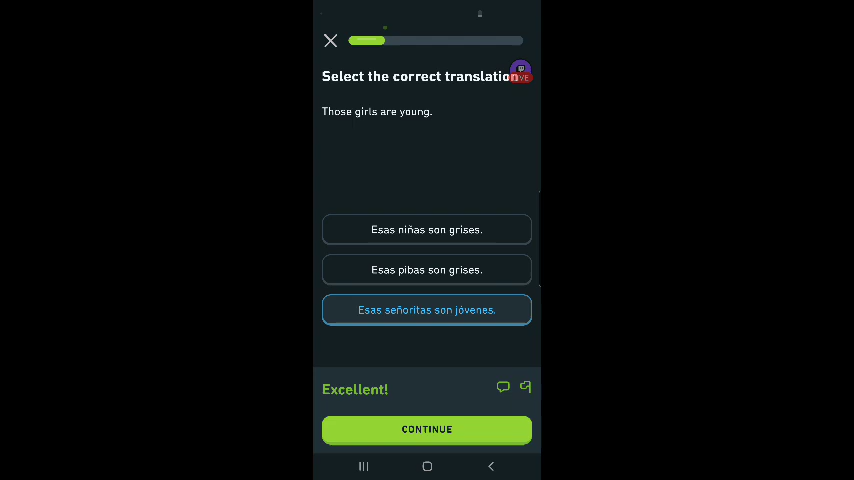 Select the correct translation
LIVE
Those girls are young.
Esas niñas son grises.
Esas pibas son grises.
Esas señoritas son jóvenes.
Excellent!
CONTINUE